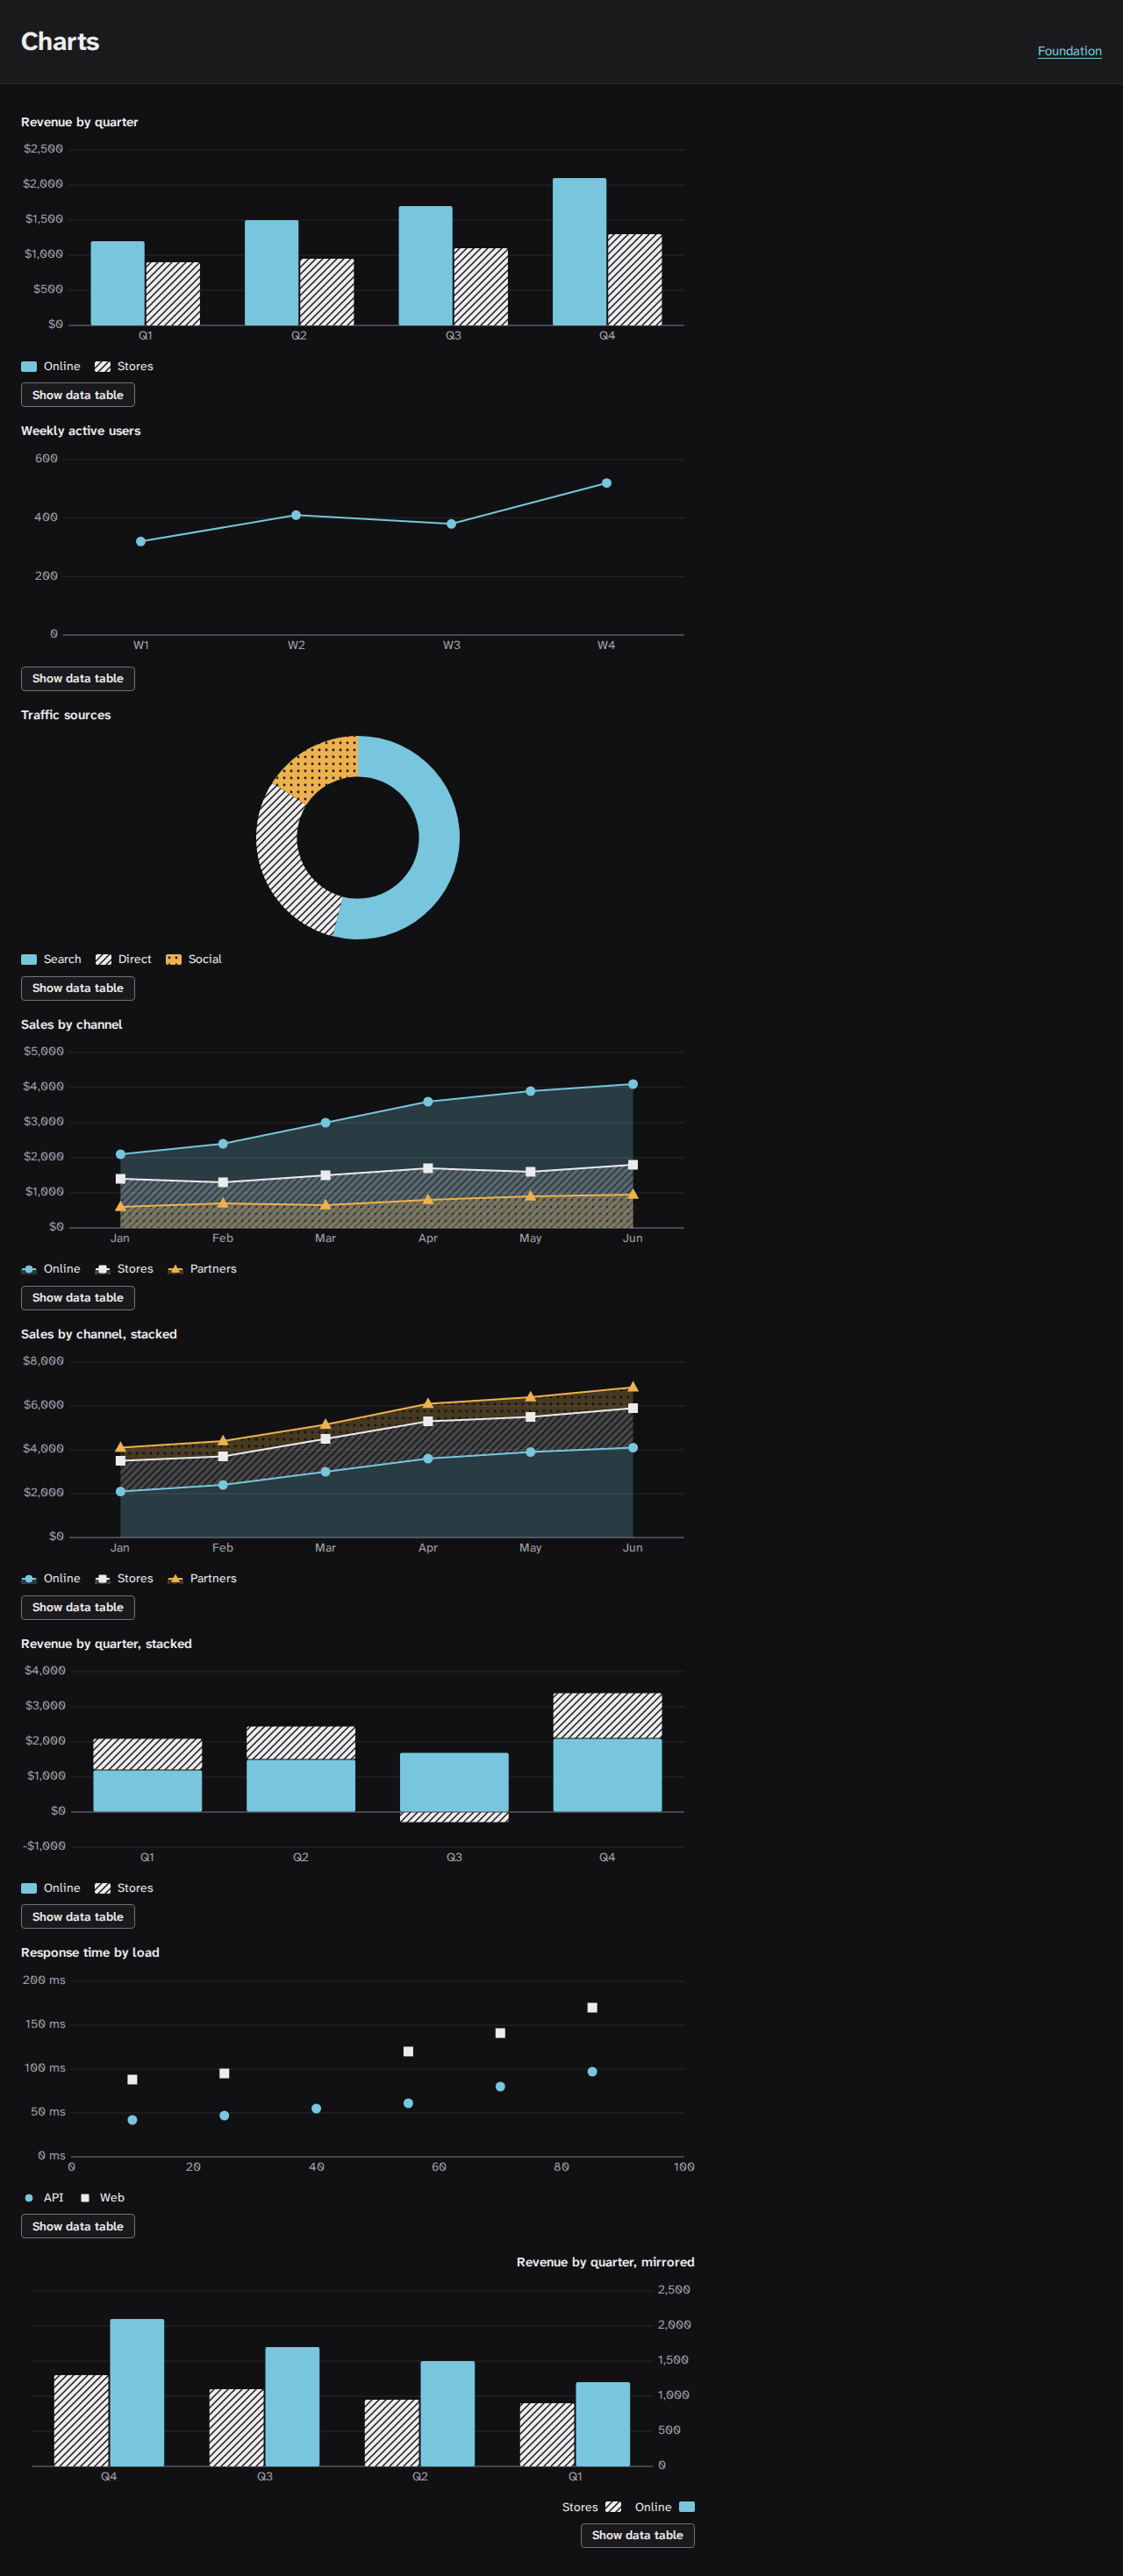 Charts
Foundation
Revenue by quarter
$2,500
$2,000
$1,500
$1,000
$500
$0
Q1 Q2 Q3 Q4
Online Stores
Show data table
Weekly active users
600
400
200
0
W1 W2 W3 W4
Show data table
Traffic sources
Search Direct Social
Show data table
Sales by channel
$5,000
$4,000
$3,000
$2,000
$1,000
$0
Jan Feb Mar Apr May Jun
Online Stores Partners
Show data table
Sales by channel, stacked
$8,000
$6,000
$4,000
$2,000
$0
Jan Feb Mar Apr May Jun
Online Stores Partners
Show data table
Revenue by quarter, stacked
$4,000
$3,000
$2,000
$1,000
$0
-$1,000
Q1 Q2 Q3 Q4
Online Stores
Show data table
Response time by load
200 ms
150 ms
100 ms
50 ms
0 ms
0 20 40 60 80 100
API Web
Show data table
Revenue by quarter, mirrored
2,500
2,000
1,500
1,000
500
0
Q4 Q3 Q2 Q1
Stores Online
Show data table